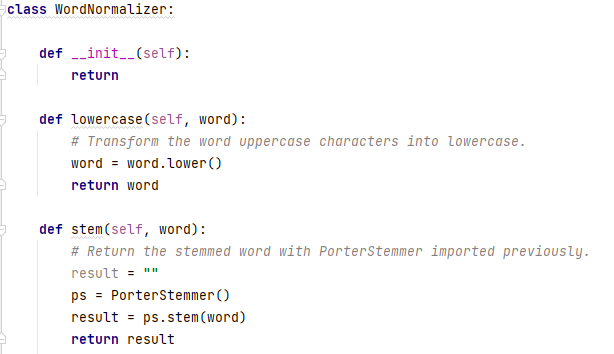 class WordNormalizer:
def __init__(self):
return
def lowercase(self, word):
# Transform the word uppercase characters into lowercase.
word = word.lower()
return word
def stem(self, word):
# Return the stemmed word with PorterStemmer imported previously.
result = ""
ps = PorterStemmer()
result = ps.stem(word)
return result